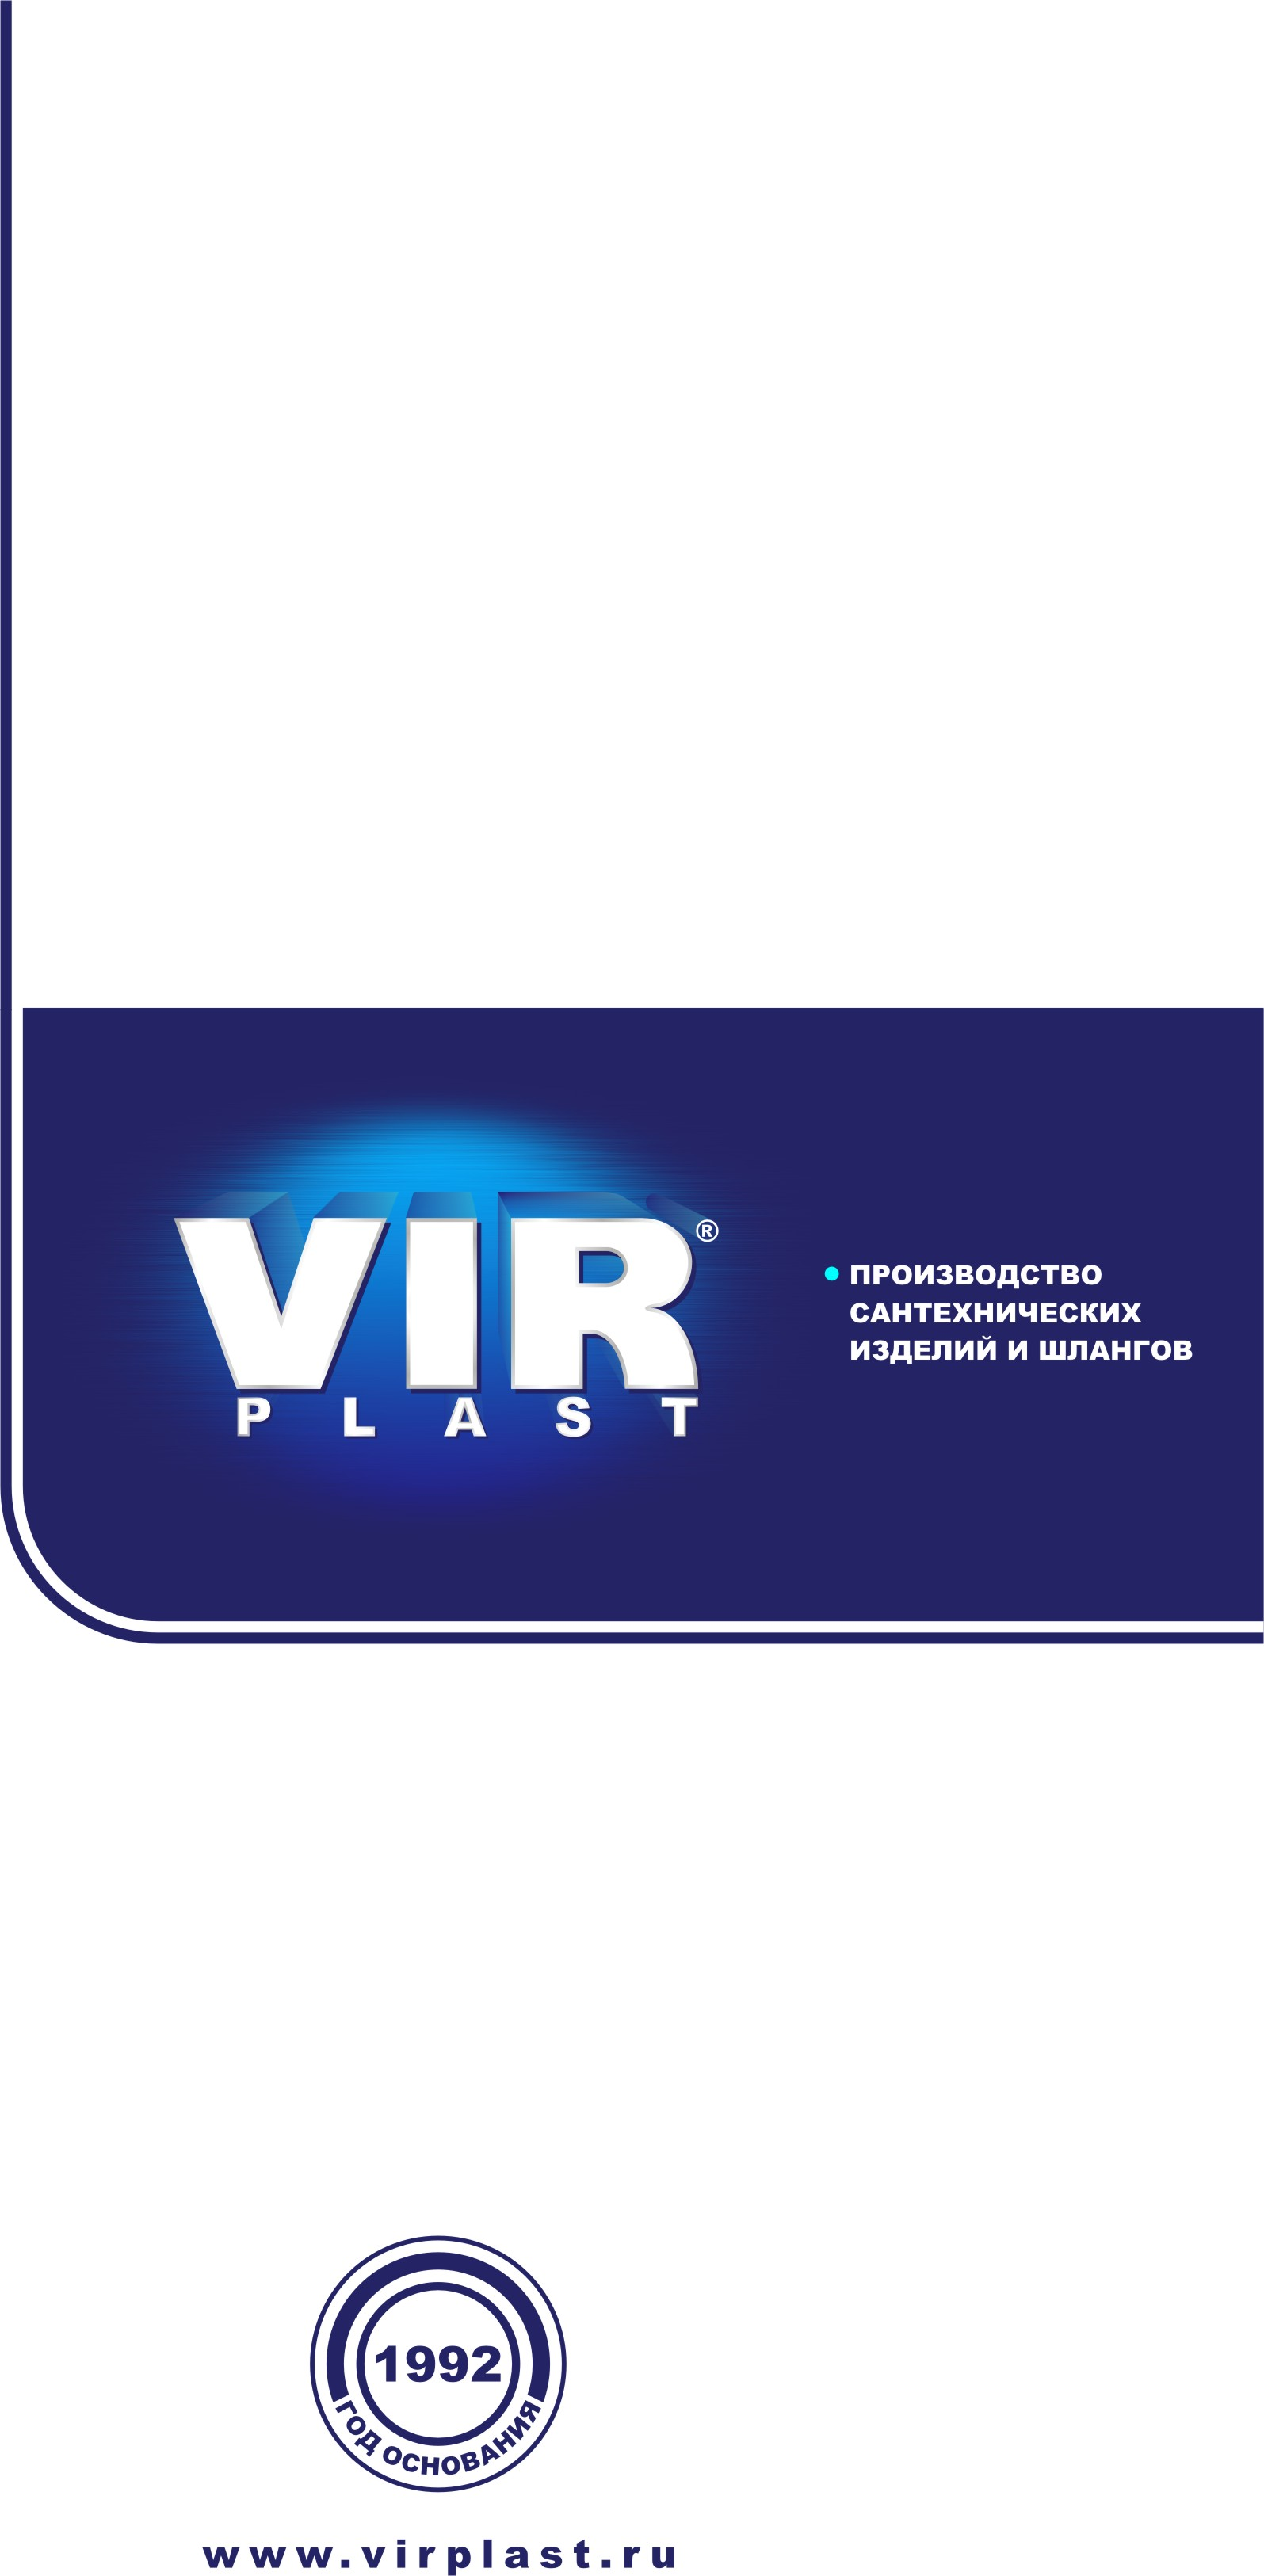 VIR®
PLAST
ПРОИЗВОДСТВО
САНТЕХНИЧЕСКИХ
ИЗДЕЛИЙ И ШЛАНГОВ
1992
ГОД ОСНОВАНИЯ
www.virplast.ru